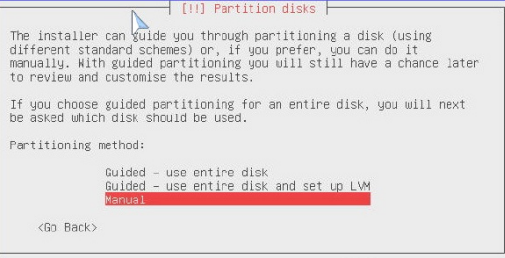 [!!] Partition disks
The installer can guide you through partitioning a disk (using
different standard schemes) or, if you prefer, you can do it
manually. With guided partitioning you will still have a chance later
to review and customise the results.
If you choose guided partitioning for an entire disk, you will next
be asked which disk should be used.
Partitioning method:
Guided - use entire disk
Guided - use entire disk and set up LVM
Manual
<Go Back>